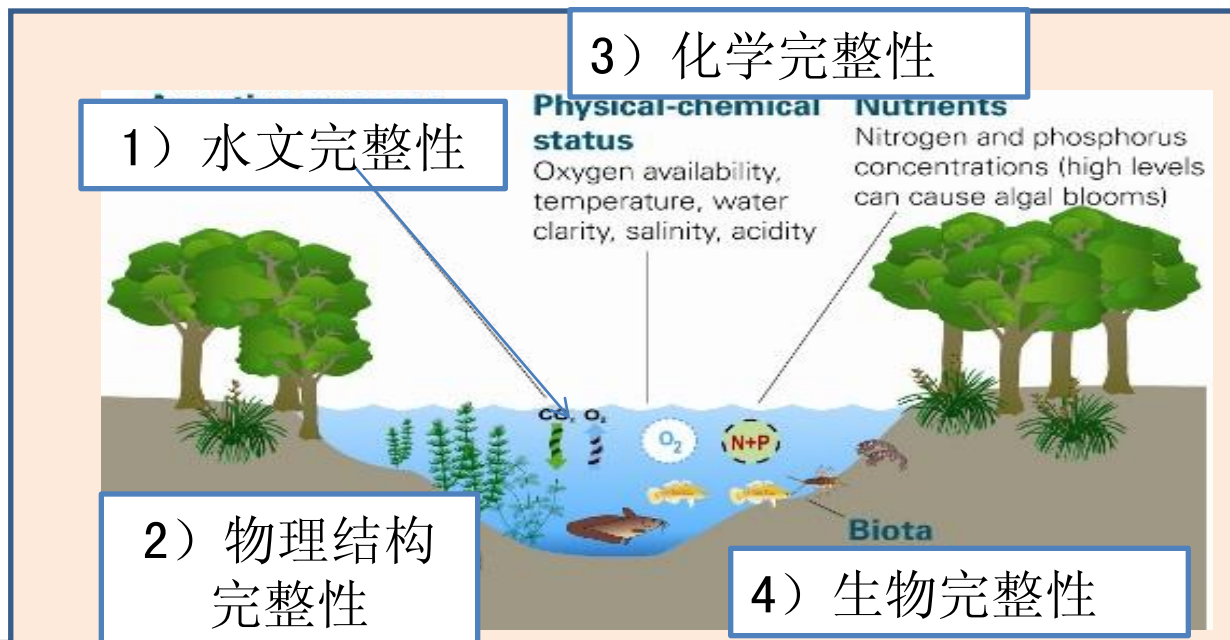 3）化学完整性
1）水文完整性
Physical-chemical
status
Oxygen availability,
temperature, water
clarity, salinity, acidity
Nutrients
Nitrogen and phosphorus
concentrations (high levels
can cause algal blooms)
CO₂ O₂
O₂
N+P
Biota
2）物理结构
完整性
4）生物完整性